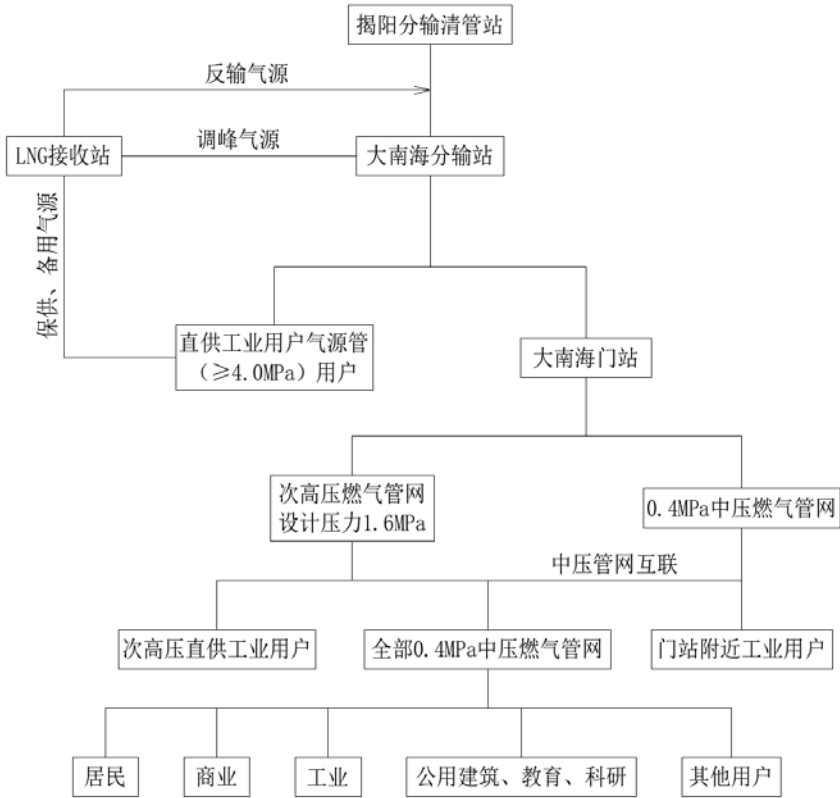 揭阳分输清管站
反输气源
LNG接收站
调峰气源
大南海分输站
保供、备用气源
直供工业用户气源管
（≥4.0MPa）用户
大南海门站
次高压燃气管网
设计压力1.6MPa
0.4MPa中压燃气管网
中压管网互联
次高压直供工业用户
全部0.4MPa中压燃气管网
门站附近工业用户
居民
商业
工业
公用建筑、教育、科研
其他用户